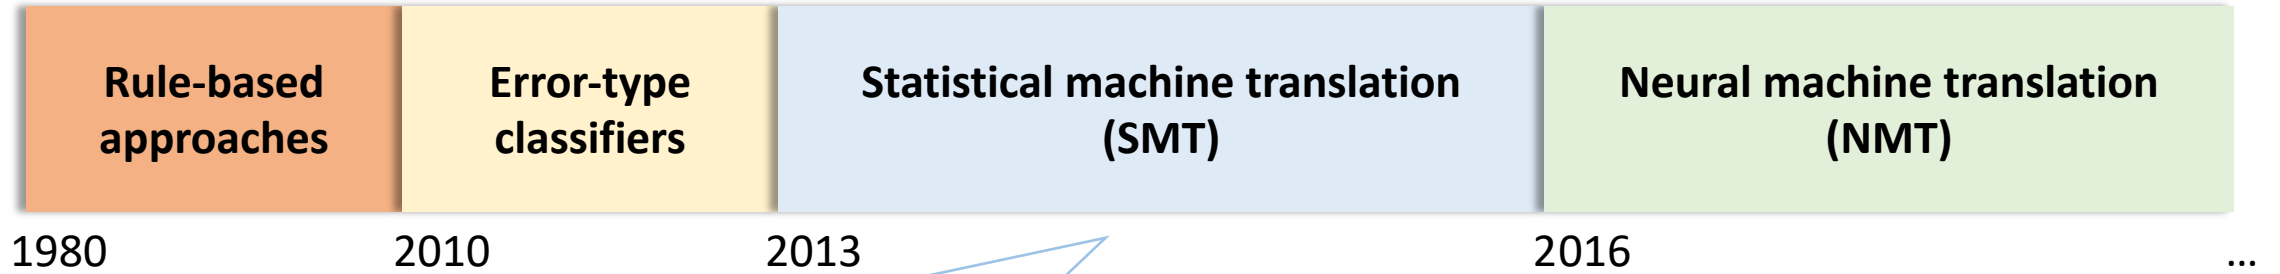 Rule-based
approaches
Error-type
classifiers
Statistical machine translation
(SMT)
Neural machine translation
(NMT)
1980
2010
2013
2016
...